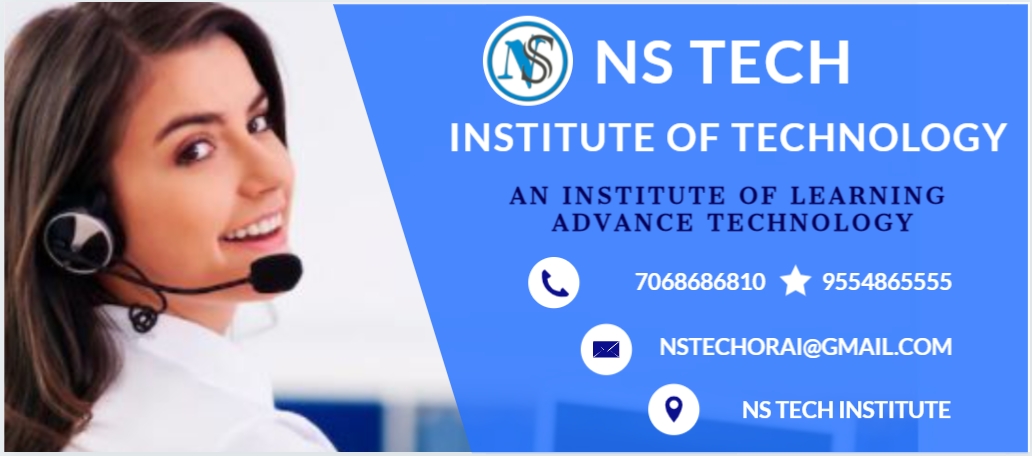 NS
NS TECH
INSTITUTE OF TECHNOLOGY
AN INSTITUTE OF LEARNING
ADVANCE TECHNOLOGY
7068686810 ★ 9554865555
NSTECHORAI@GMAIL.COM
NS TECH INSTITUTE